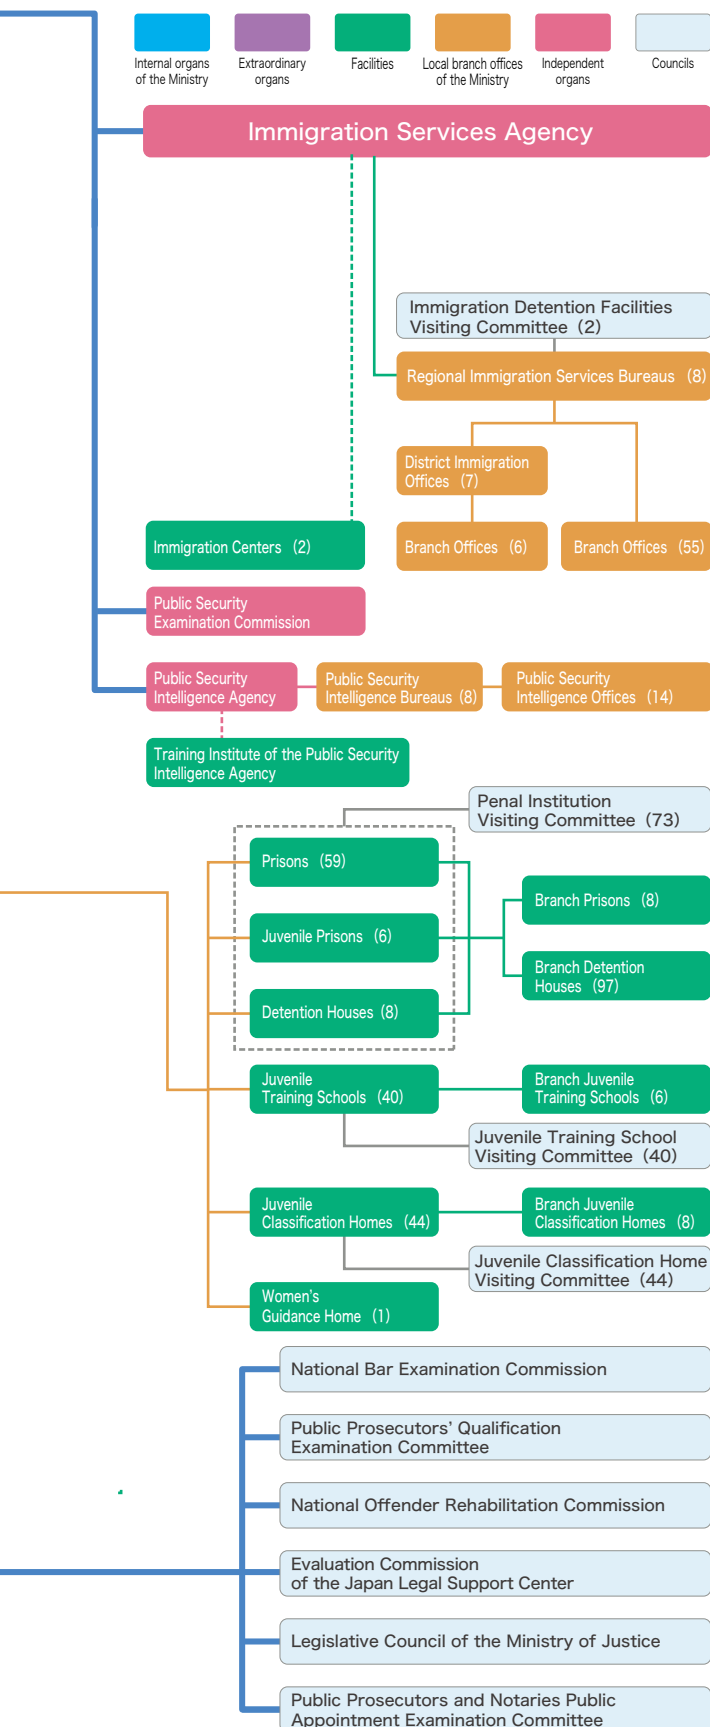 Internal organs
of the Ministry
Extraordinary
organs
Facilities
Local branch offices
of the Ministry
Independent
organs
Councils
Immigration Services Agency
Immigration Detention Facilities
Visiting Committee (2)
Regional Immigration Services Bureaus (8)
District Immigration
Offices (7)
Immigration Centers (2)
Branch Offices (6)
Branch Offices (55)
Public Security
Examination Commission
Public Security
Intelligence Agency
Public Security
Intelligence Bureaus (8)
Public Security
Intelligence Offices (14)
Training Institute of the Public Security
Intelligence Agency
Penal Institution
Visiting Committee (73)
Prisons (59)
Branch Prisons (8)
Juvenile Prisons (6)
Branch Detention
Houses (97)
Detention Houses (8)
Juvenile
Training Schools (40)
Branch Juvenile
Training Schools (6)
Juvenile Training School
Visiting Committee (40)
Juvenile
Classification Homes (44)
Branch Juvenile
Classification Homes (8)
Juvenile Classification Home
Visiting Committee (44)
Women's
Guidance Home (1)
National Bar Examination Commission
Public Prosecutors' Qualification
Examination Committee
National Offender Rehabilitation Commission
Evaluation Commission
of the Japan Legal Support Center
Legislative Council of the Ministry of Justice
Public Prosecutors and Notaries Public
Appointment Examination Committee